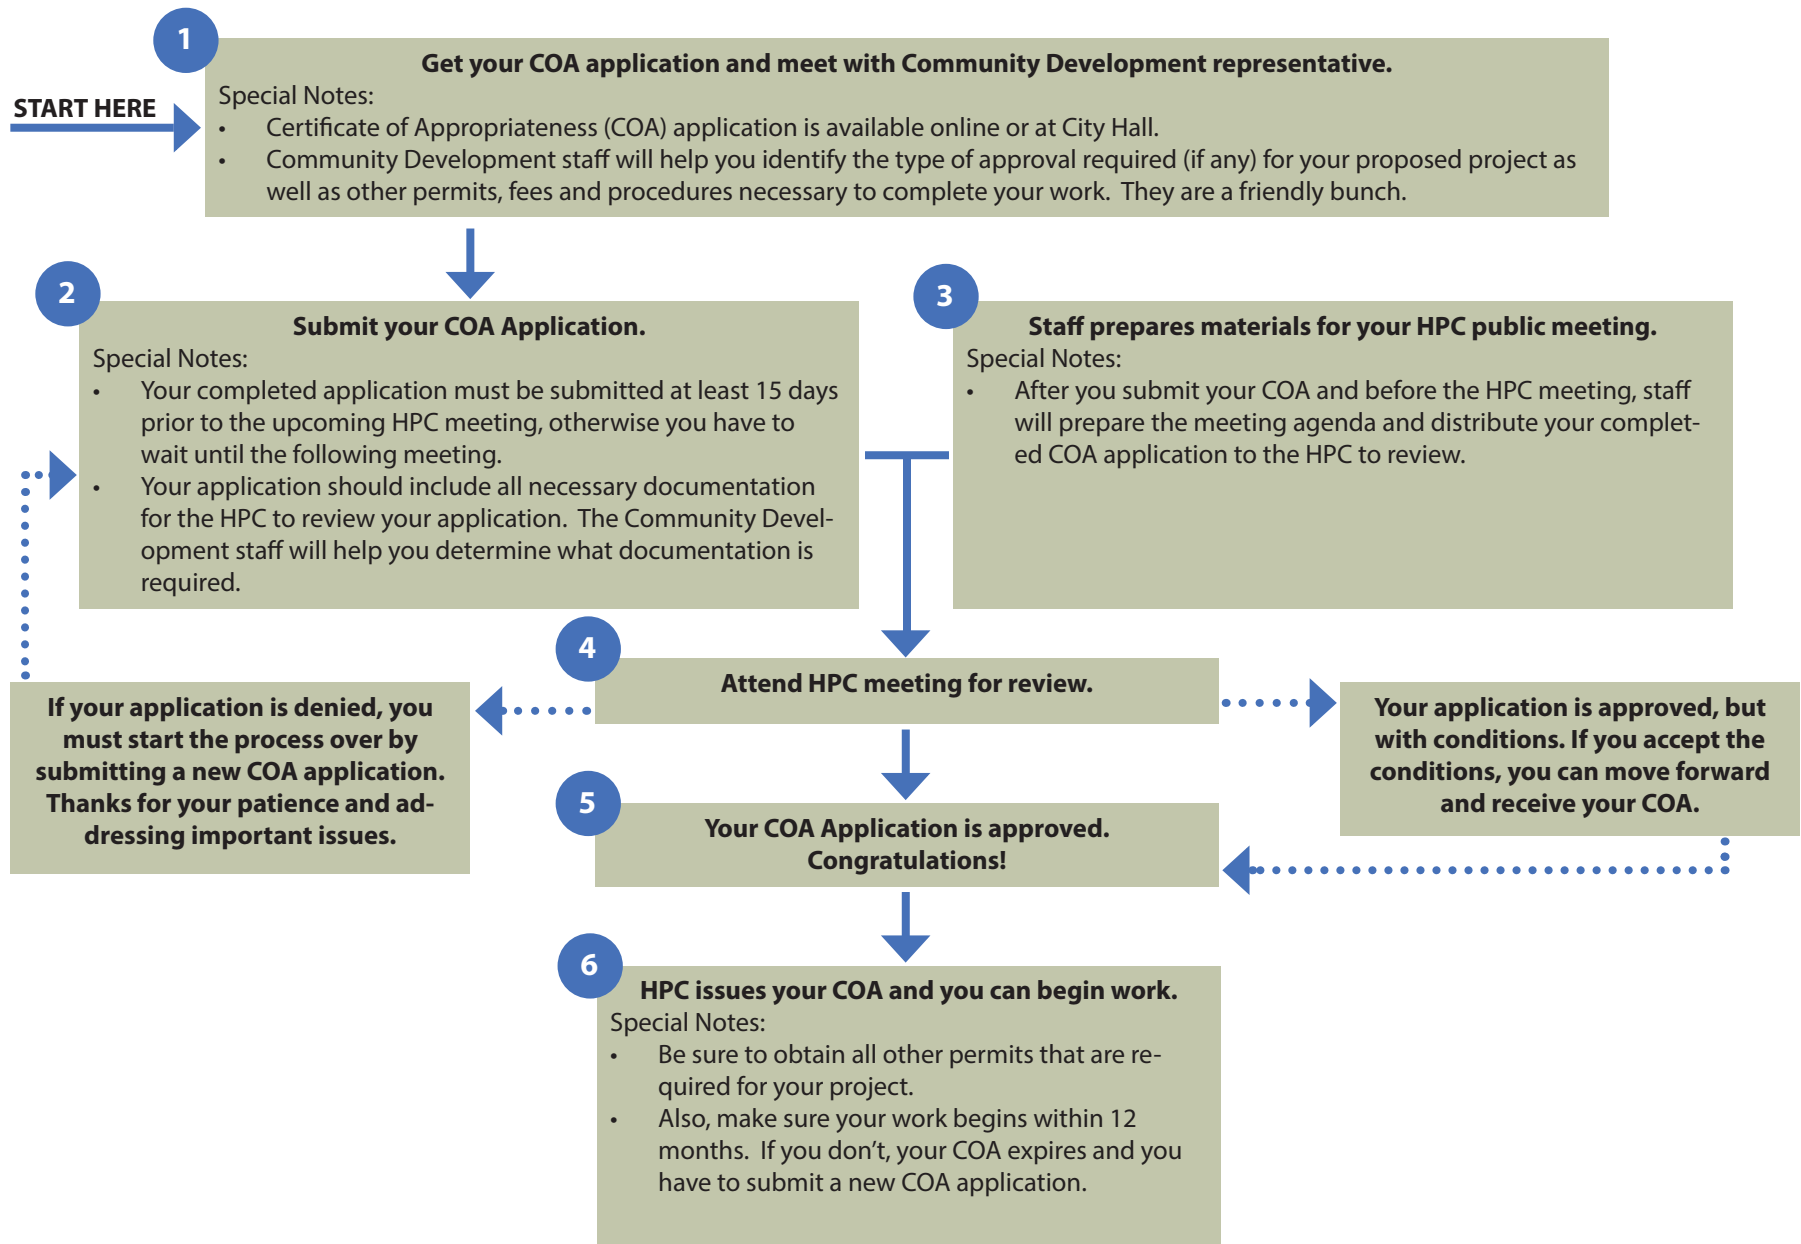 1
Get your COA application and meet with Community Development representative.
START HERE
Special Notes:
• Certificate of Appropriateness (COA) application is available online or at City Hall.
• Community Development staff will help you identify the type of approval required (if any) for your proposed project as
well as other permits, fees and procedures necessary to complete your work.  They are a friendly bunch.
2
Submit your COA Application.
Special Notes:
• Your completed application must be submitted at least 15 days
prior to the upcoming HPC meeting, otherwise you have to
wait until the following meeting.
• Your application should include all necessary documentation
for the HPC to review your application.  The Community Devel-
opment staff will help you determine what documentation is
required.
3
Staff prepares materials for your HPC public meeting.
Special Notes:
• After you submit your COA and before the HPC meeting, staff
will prepare the meeting agenda and distribute your complet-
ed COA application to the HPC to review.
4
Attend HPC meeting for review.
If your application is denied, you
must start the process over by
submitting a new COA application.
Thanks for your patience and ad-
dressing important issues.
Your application is approved, but
with conditions. If you accept the
conditions, you can move forward
and receive your COA.
5
Your COA Application is approved.
Congratulations!
6
HPC issues your COA and you can begin work.
Special Notes:
• Be sure to obtain all other permits that are re-
quired for your project.
• Also, make sure your work begins within 12
months.  If you don't, your COA expires and you
have to submit a new COA application.